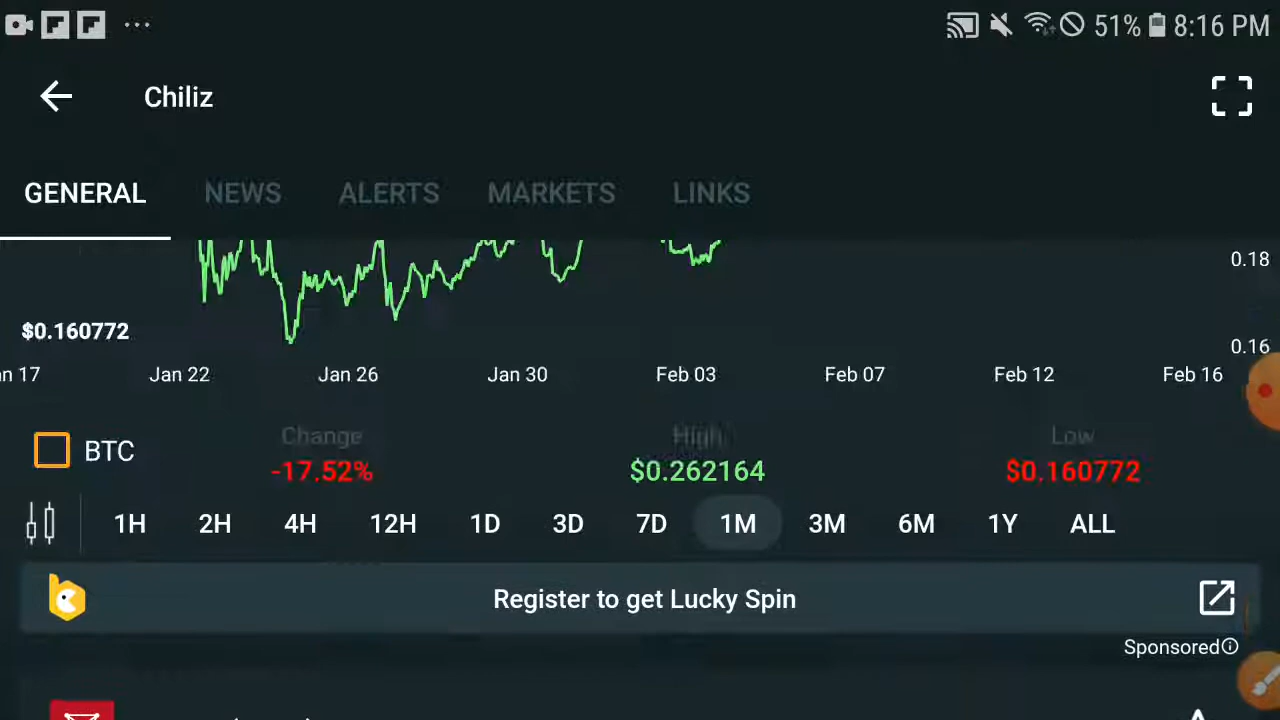 51% 8:16 PM
Chiliz
GENERAL NEWS ALERTS MARKETS LINKS
0.18
$0.160772
0.16
n 17 Jan 22 Jan 26 Jan 30 Feb 03 Feb 07 Feb 12 Feb 16
Change High Low
BTC
-17.52% $0.262164 $0.160772
1H 2H 4H 12H 1D 3D 7D 1M 3M 6M 1Y ALL
Register to get Lucky Spin
Sponsored